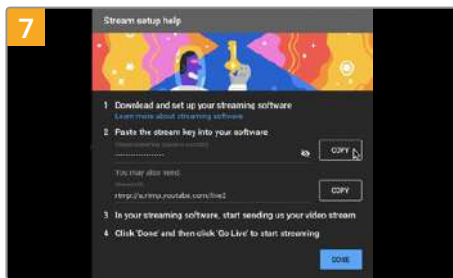 7
Stream setup help
1 Download and set up your streaming software
Learn more about streaming software
2 Paste the stream key into your software
COPY
You may also need
rtmp://a.rtmp.youtube.com/live2
COPY
3 In your streaming software, start sending us your video stream
4 Click 'Done' and then click 'Go Live' to start streaming
DONE